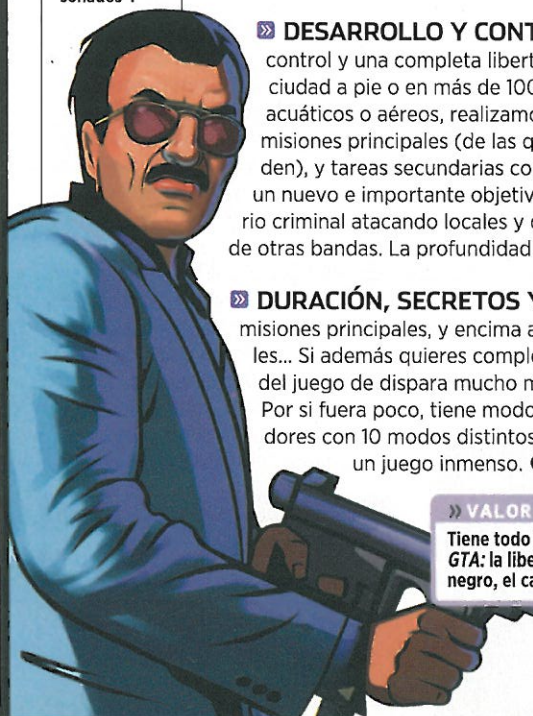 DESARROLLO Y CONT
control y una completa libert
ciudad a pie o en más de 100
acuáticos o aéreos, realizamo
misiones principales (de las q
den), y tareas secundarias co
un nuevo e importante objetiv
rio criminal atacando locales y
de otras bandas. La profundidad
DURACIÓN, SECRETOS Y
misiones principales, y encima a
les... Si además quieres comple
del juego de dispara mucho m
Por si fuera poco, tiene modo
dores con 10 modos distintos
un juego inmenso.
VALOR
Tiene todo
GTA: la libe
negro, el ca